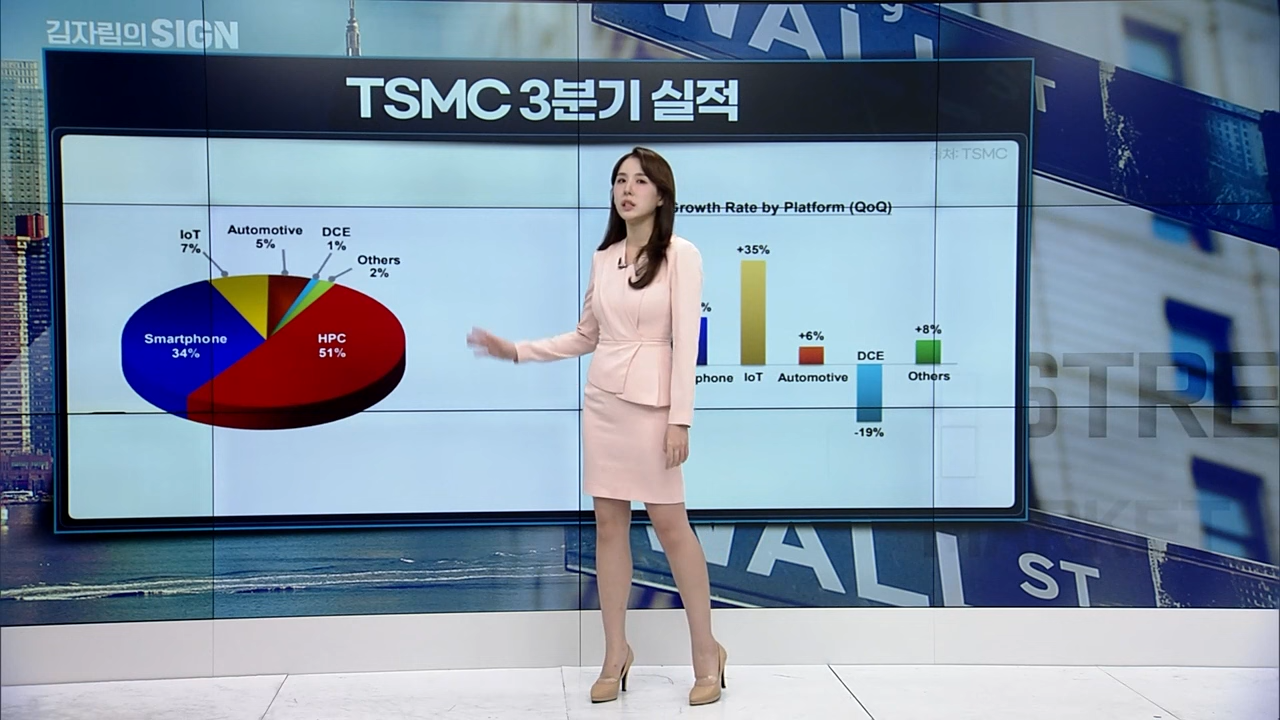 김자림의 SIGN
TSMC 3분기 실적
출처: TSMC
Growth Rate by Platform (QoQ)
IoT
7%
Automotive
5%
DCE
1%
Others
2%
Smartphone
34%
HPC
51%
%
phone
+35%
IoT
+6%
Automotive
DCE
-19%
+8%
Others
WALL ST
STRE
WALL ST